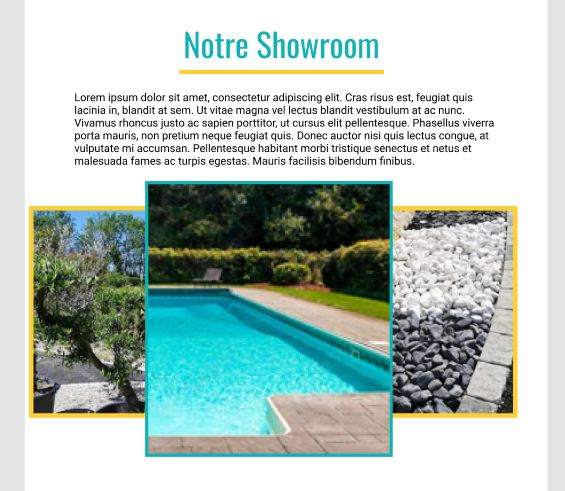 Notre Showroom
Lorem ipsum dolor sit amet, consectetur adipiscing elit. Cras risus est, feugiat quis
lacinia in, blandit at sem. Ut vitae magna vel lectus blandit vestibulum at ac nunc.
Vivamus rhoncus justo ac sapien porttitor, ut cursus elit pellentesque. Phasellus viverra
porta mauris, non pretium neque feugiat quis. Donec auctor nisi quis lectus congue, at
vulputate mi accumsan. Pellentesque habitant morbi tristique senectus et netus et
malesuada fames ac turpis egestas. Mauris facilisis bibendum finibus.